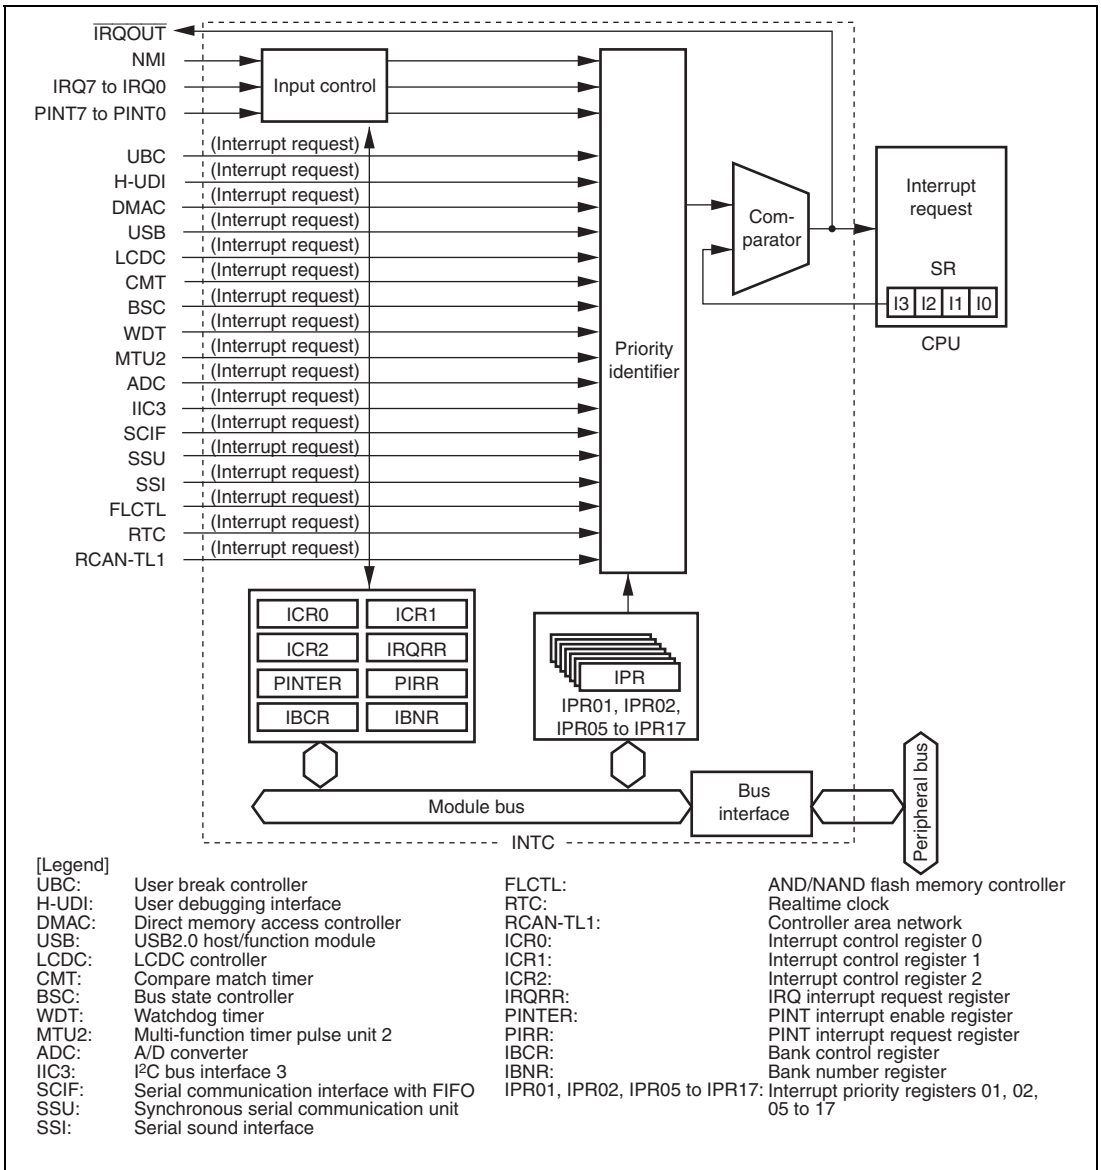 IRQOUT
NMI
IRQ7 to IRQ0
PINT7 to PINT0
Input control
UBC
(Interrupt request)
H-UDI
(Interrupt request)
DMAC
(Interrupt request)
USB
(Interrupt request)
LCDC
(Interrupt request)
CMT
(Interrupt request)
BSC
(Interrupt request)
WDT
(Interrupt request)
MTU2
(Interrupt request)
ADC
(Interrupt request)
IIC3
(Interrupt request)
SCIF
(Interrupt request)
SSU
(Interrupt request)
SSI
(Interrupt request)
FLCTL
(Interrupt request)
RTC
(Interrupt request)
RCAN-TL1
(Interrupt request)
Priority
identifier
Com-
parator
Interrupt
request
SR
I3 I2 I1 I0
CPU
ICR0 ICR1
ICR2 IRQRR
PINTER PIRR
IBCR IBNR
IPR
IPR01, IPR02,
IPR05 to IPR17
Module bus
Bus
interface
Peripheral bus
INTC
[Legend]
UBC: User break controller
H-UDI: User debugging interface
DMAC: Direct memory access controller
USB: USB2.0 host/function module
LCDC: LCDC controller
CMT: Compare match timer
BSC: Bus state controller
WDT: Watchdog timer
MTU2: Multi-function timer pulse unit 2
ADC: A/D converter
IIC3: I²C bus interface 3
SCIF: Serial communication interface with FIFO
SSU: Synchronous serial communication unit
SSI: Serial sound interface
FLCTL: AND/NAND flash memory controller
RTC: Realtime clock
RCAN-TL1: Controller area network
ICR0: Interrupt control register 0
ICR1: Interrupt control register 1
ICR2: Interrupt control register 2
IRQRR: IRQ interrupt request register
PINTER: PINT interrupt enable register
PIRR: PINT interrupt request register
IBCR: Bank control register
IBNR: Bank number register
IPR01, IPR02, IPR05 to IPR17: Interrupt priority registers 01, 02,
05 to 17